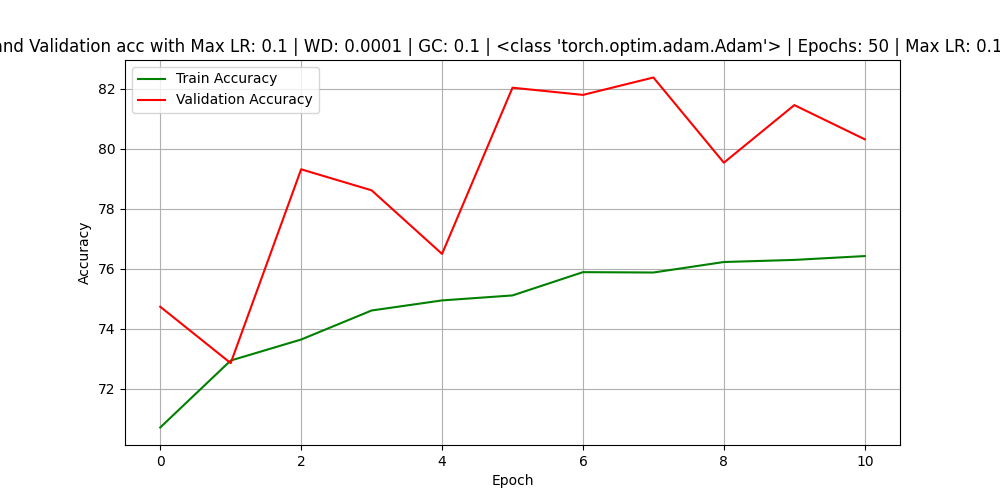 and Validation acc with Max LR: 0.1 | WD: 0.0001 | GC: 0.1 | <class 'torch.optim.adam.Adam'> | Epochs: 50 | Max LR: 0.1
Train Accuracy
Validation Accuracy
82
80
78
76
74
72
Accuracy
0 2 4 6 8 10
Epoch